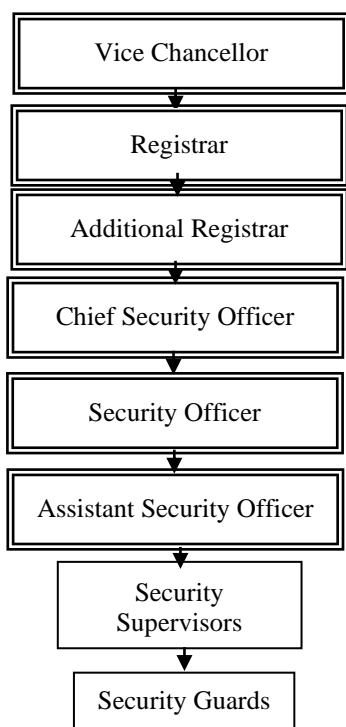 Vice Chancellor
Registrar
Additional Registrar
Chief Security Officer
Security Officer
Assistant Security Officer
Security
Supervisors
Security Guards